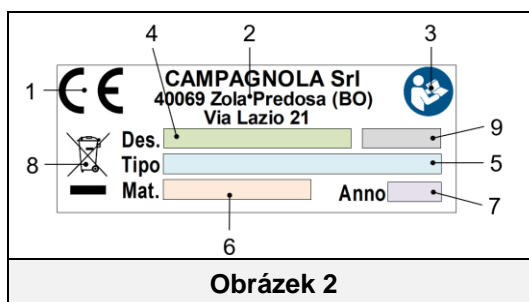 4 2 3
1 CE CAMPAGNOLA Srl
40069 Zola Predosa (BO)
Via Lazio 21
Des. 9
8 Tipo 5
Mat. Anno 7
6
Obrázek 2